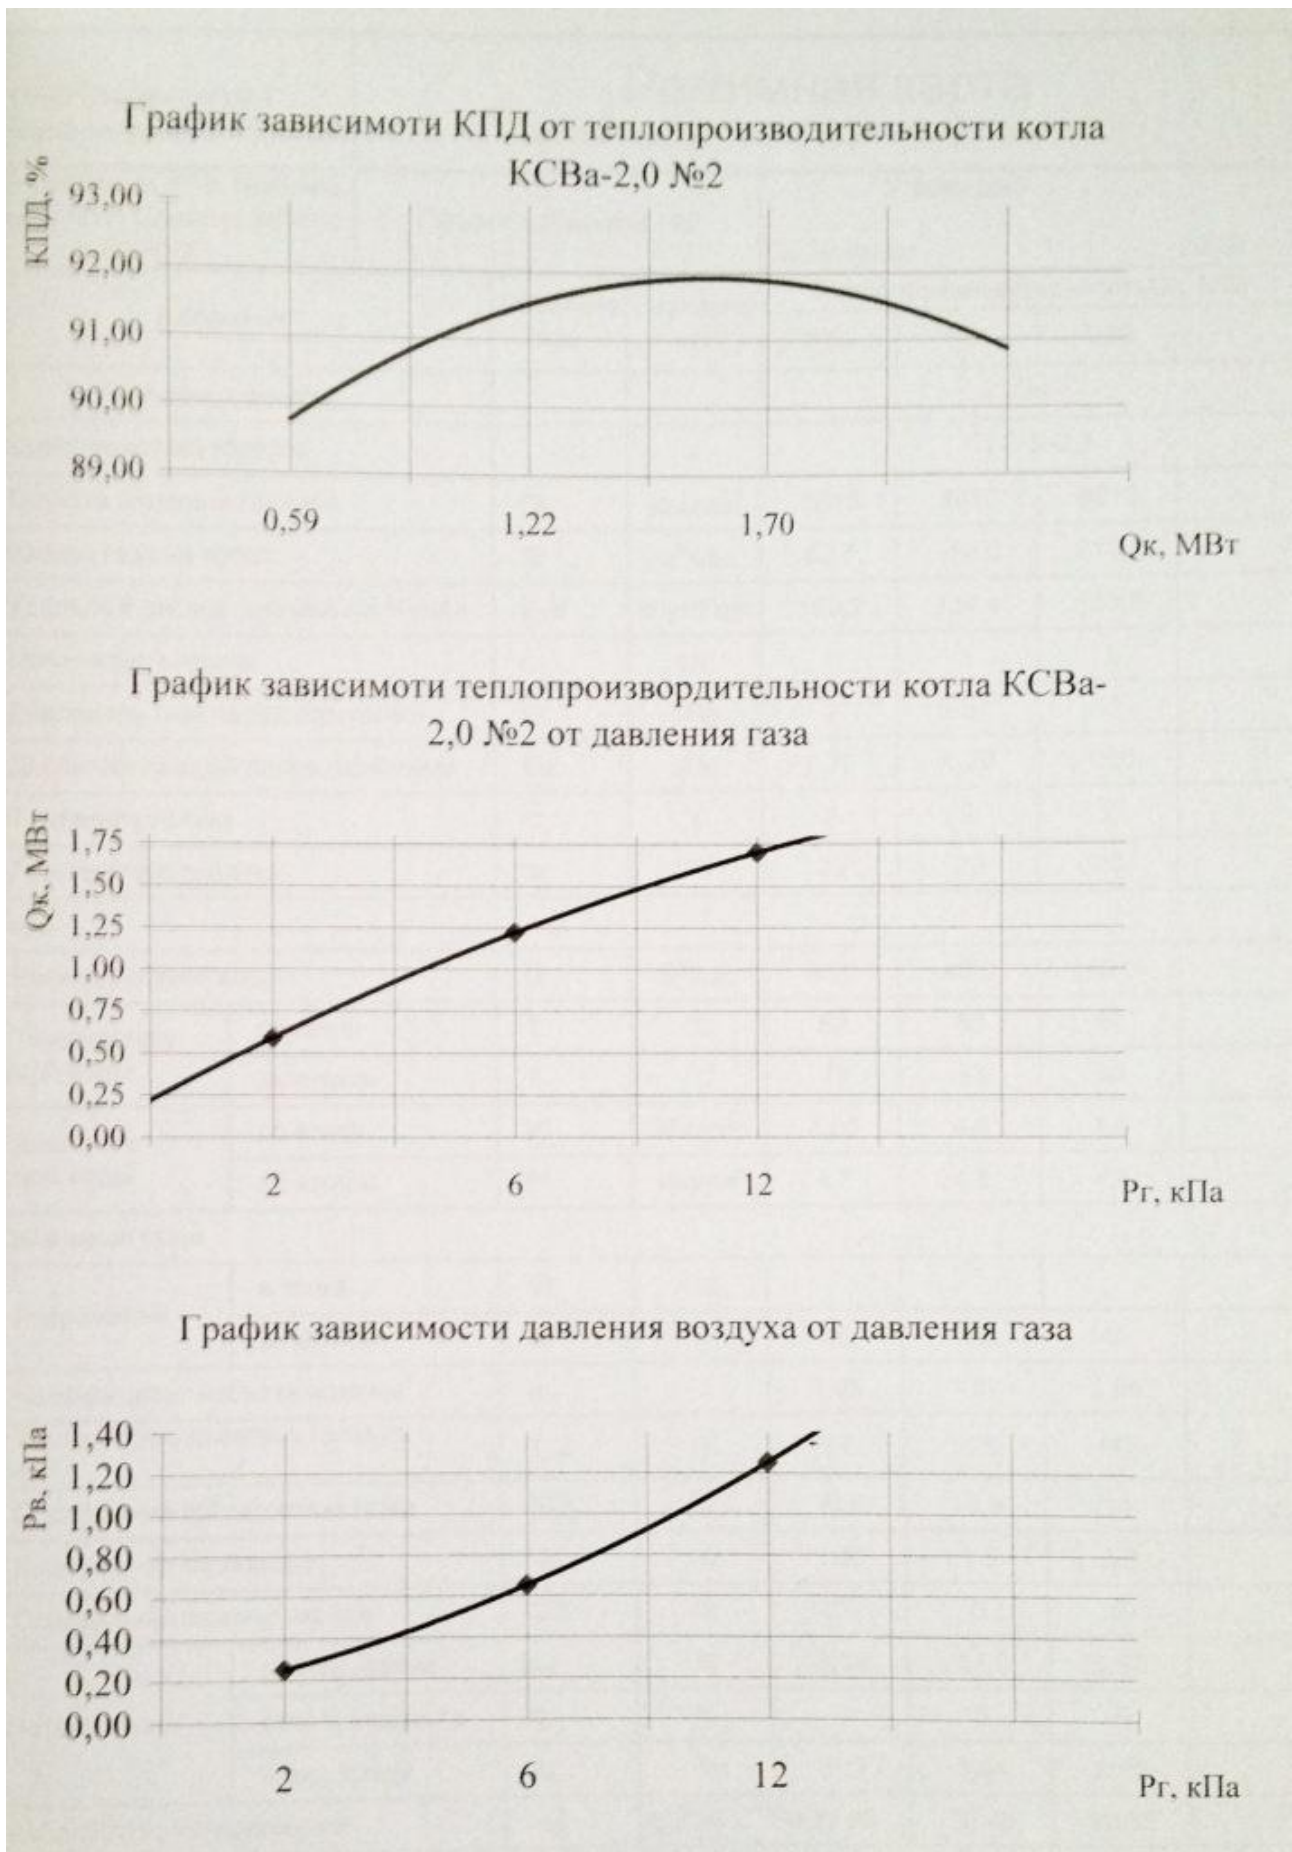 График зависимоти КПД от теплопроизводительности котла
КСВа-2,0 №2
КПД, %
93,00
92,00
91,00
90,00
89,00
0,59
1,22
1,70
Qк, МВт
График зависимоти теплопроизвордительности котла КСВа-
2,0 №2 от давления газа
Qк, МВт
1,75
1,50
1,25
1,00
0,75
0,50
0,25
0,00
2
6
12
Рг, кПа
График зависимости давления воздуха от давления газа
Рв, кПа
1,40
1,20
1,00
0,80
0,60
0,40
0,20
0,00
2
6
12
Рг, кПа